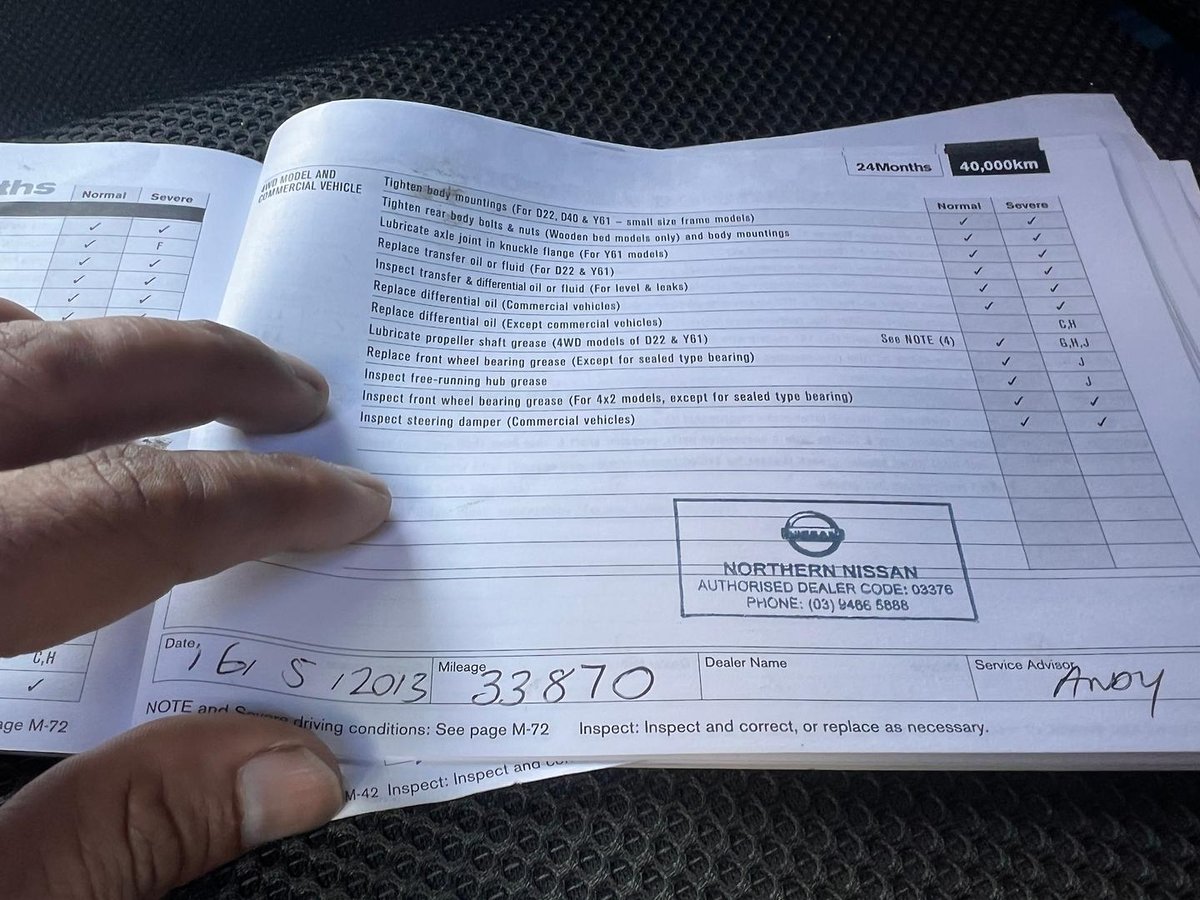 ths
Normal Severe
✓ ✓
✓ F
✓ ✓
✓ ✓
✓
C,H
✓
age M-72
24Months 40,000km
4WD MODEL AND
COMMERCIAL VEHICLE
Normal Severe
Tighten body mountings (For D22, D40 & Y61 – small size frame models) ✓ ✓
Tighten rear body bolts & nuts (Wooden bed models only) and body mountings ✓ ✓
Lubricate axle joint in knuckle flange (For Y61 models) ✓ ✓
Replace transfer oil or fluid (For D22 & Y61) ✓ ✓
Inspect transfer & differential oil or fluid (For level & leaks) ✓ ✓
Replace differential oil (Commercial vehicles) ✓ ✓
Replace differential oil (Except commercial vehicles) C,H
Lubricate propeller shaft grease (4WD models of D22 & Y61) See NOTE (4) ✓ G,H,J
Replace front wheel bearing grease (Except for sealed type bearing) ✓ J
Inspect free-running hub grease ✓ J
Inspect front wheel bearing grease (For 4x2 models, except for sealed type bearing) ✓ ✓
Inspect steering damper (Commercial vehicles) ✓ ✓
NISSAN
NORTHERN NISSAN
AUTHORISED DEALER CODE: 03376
PHONE: (03) 9466 5888
Date 16/5/2013 Mileage 33870 Dealer Name Service Advisor ANDY
NOTE and Severe driving conditions: See page M-72 Inspect: Inspect and correct, or replace as necessary.
M-42 Inspect: Inspect and